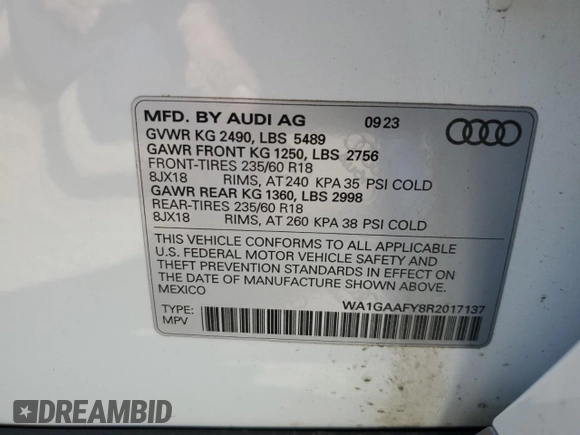 MFD. BY AUDI AG 09 23
GVWR KG 2490, LBS 5489
GAWR FRONT KG 1250, LBS 2756
FRONT-TIRES 235/60 R18
8JX18 RIMS, AT 240 KPA 35 PSI COLD
GAWR REAR KG 1360, LBS 2998
REAR-TIRES 235/60 R18
8JX18 RIMS, AT 260 KPA 38 PSI COLD
THIS VEHICLE CONFORMS TO ALL APPLICABLE
U.S. FEDERAL MOTOR VEHICLE SAFETY AND
THEFT PREVENTION STANDARDS IN EFFECT ON
THE DATE OF MANUFACTURE SHOWN ABOVE.
MEXICO
WA1GAAFY8R2017137
TYPE:
MPV
DREAMBID